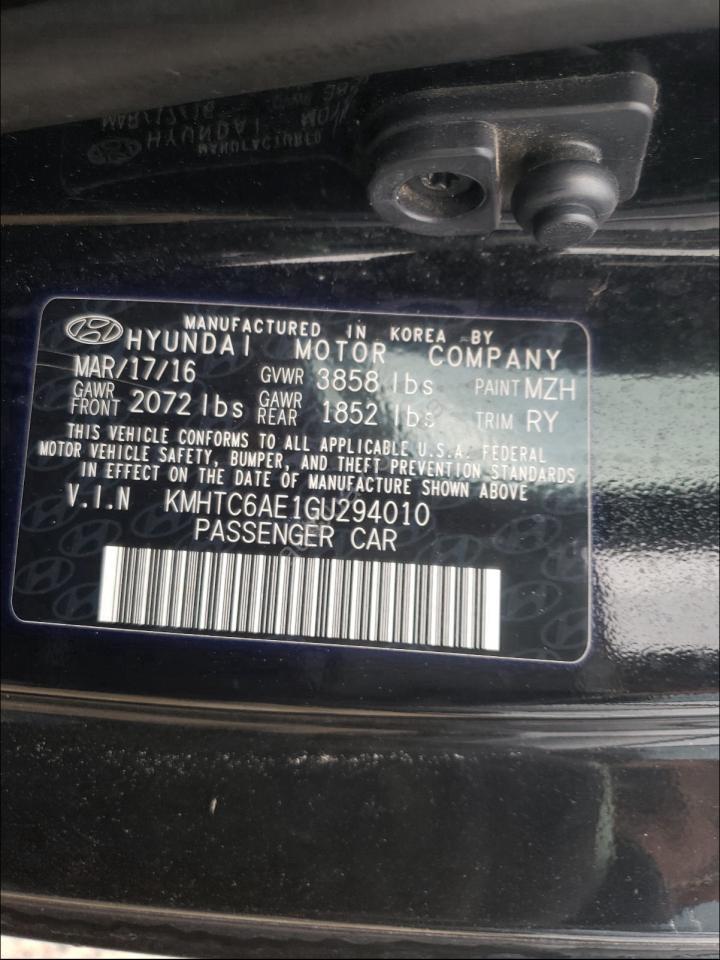 MANUFACTURED IN KOREA BY
HYUNDAI MOTOR COMPANY
MAR/17/16 GVWR 3858 lbs PAINT MZH
GAWR FRONT 2072 lbs GAWR REAR 1852 lbs TRIM RY
THIS VEHICLE CONFORMS TO ALL APPLICABLE U.S.A. FEDERAL
MOTOR VEHICLE SAFETY, BUMPER, AND THEFT PREVENTION STANDARDS
IN EFFECT ON THE DATE OF MANUFACTURE SHOWN ABOVE
V.I.N KMHTC6AE1GU294010
PASSENGER CAR